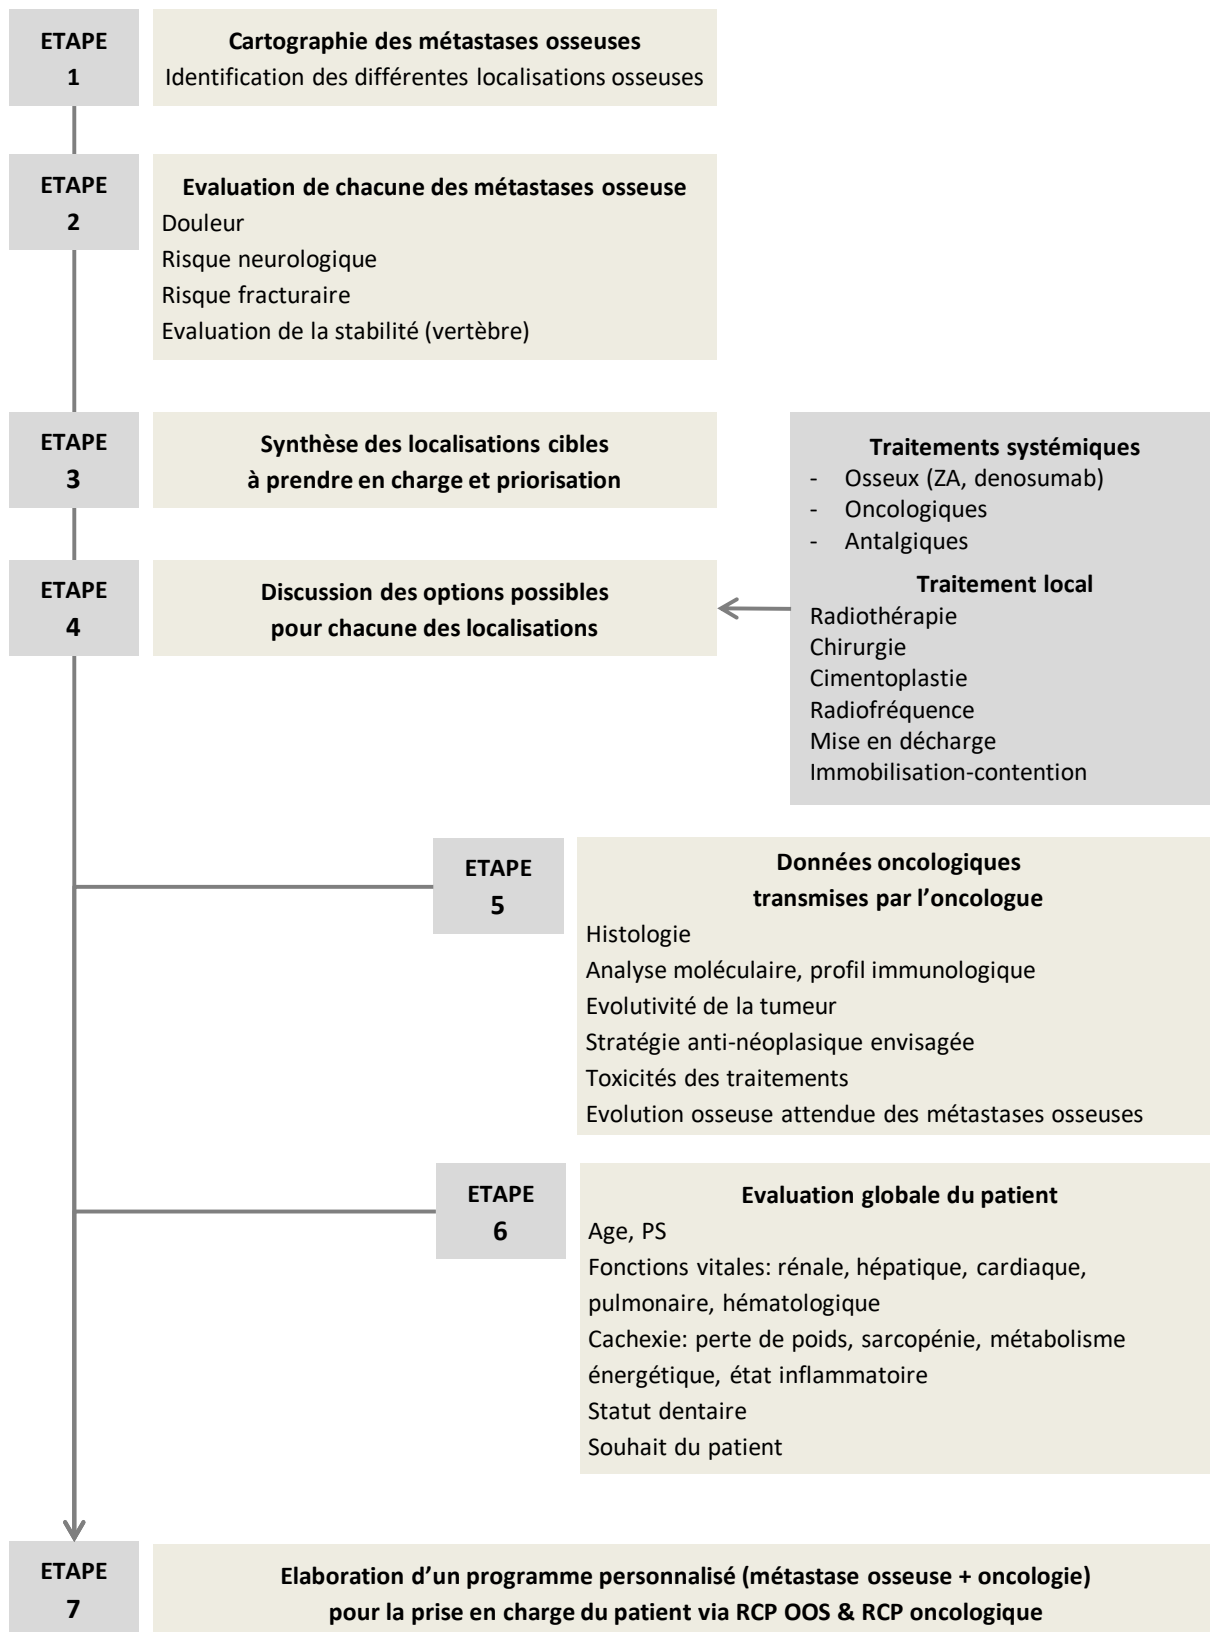 ETAPE
1
Cartographie des métastases osseuses
Identification des différentes localisations osseuses
ETAPE
2
Evaluation de chacune des métastases osseuse
Douleur
Risque neurologique
Risque fracturaire
Evaluation de la stabilité (vertèbre)
ETAPE
3
Synthèse des localisations cibles
à prendre en charge et priorisation
ETAPE
4
Discussion des options possibles
pour chacune des localisations
Traitements systémiques
- Osseux (ZA, denosumab)
- Oncologiques
- Antalgiques
Traitement local
Radiothérapie
Chirurgie
Cimentoplastie
Radiofréquence
Mise en décharge
Immobilisation-contention
ETAPE
5
Données oncologiques
transmises par l’oncologue
Histologie
Analyse moléculaire, profil immunologique
Evolutivité de la tumeur
Stratégie anti-néoplasique envisagée
Toxicités des traitements
Evolution osseuse attendue des métastases osseuses
ETAPE
6
Evaluation globale du patient
Age, PS
Fonctions vitales: rénale, hépatique, cardiaque,
pulmonaire, hématologique
Cachexie: perte de poids, sarcopénie, métabolisme
énergétique, état inflammatoire
Statut dentaire
Souhait du patient
ETAPE
7
Elaboration d’un programme personnalisé (métastase osseuse + oncologie)
pour la prise en charge du patient via RCP OOS & RCP oncologique